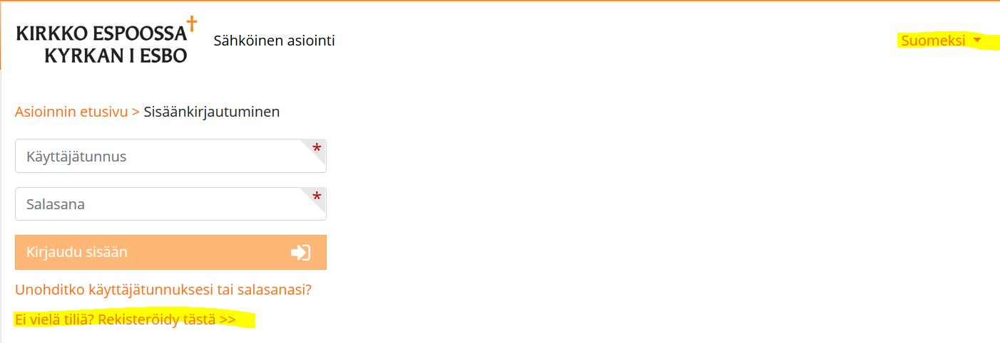 KIRKKO ESPOOSSA
KYRKAN I ESBO
Sähköinen asiointi
Suomeksi
Asioinnin etusivu > Sisäänkirjautuminen
Käyttäjätunnus *
Salasana *
Kirjaudu sisään
Unohditko käyttäjätunnuksesi tai salasanasi?
Ei vielä tiliä? Rekisteröidy tästä >>